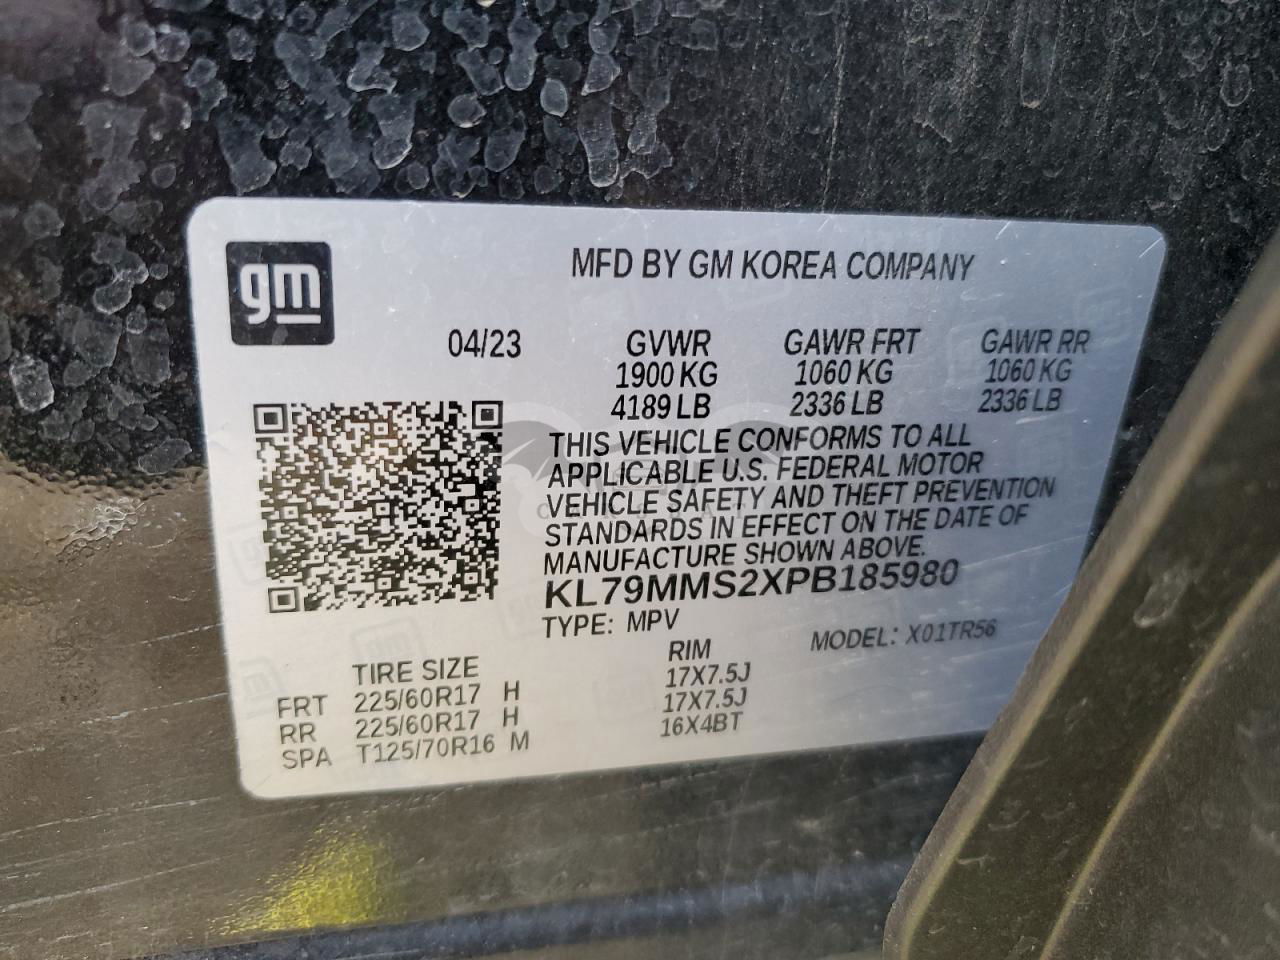 gm
MFD BY GM KOREA COMPANY
04/23 GVWR GAWR FRT GAWR RR
1900 KG 1060 KG 1060 KG
4189 LB 2336 LB 2336 LB
THIS VEHICLE CONFORMS TO ALL
APPLICABLE U.S. FEDERAL MOTOR
VEHICLE SAFETY AND THEFT PREVENTION
STANDARDS IN EFFECT ON THE DATE OF
MANUFACTURE SHOWN ABOVE.
KL79MMS2XPB185980
TYPE: MPV MODEL: X01TR56
TIRE SIZE RIM
FRT 225/60R17 H 17X7.5J
RR 225/60R17 H 17X7.5J
SPA T125/70R16 M 16X4BT